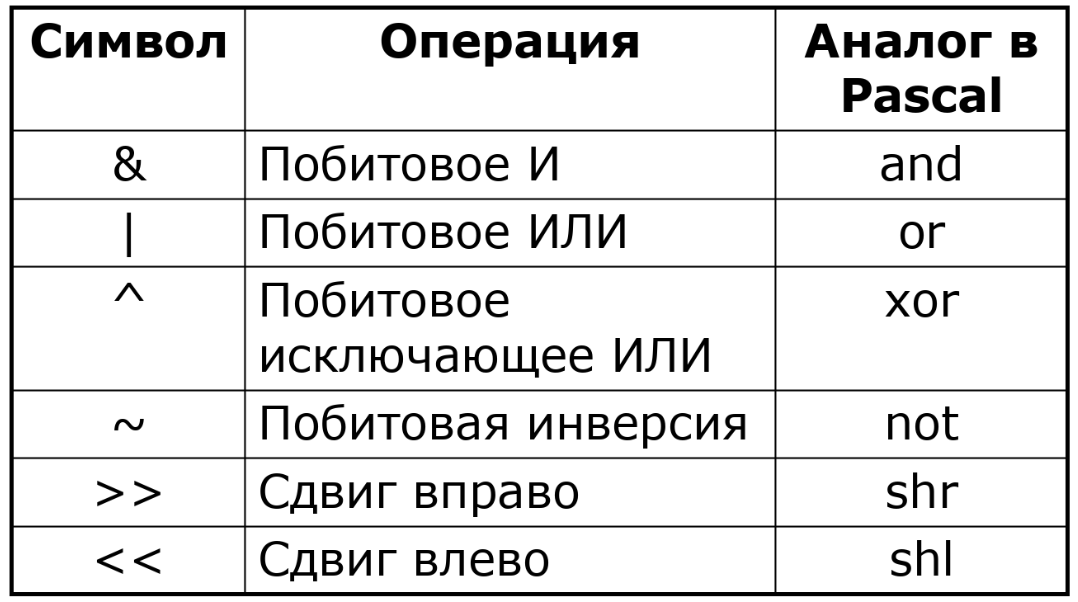 Символ Операция Аналог в
Pascal
& Побитовое И and
| Побитовое ИЛИ or
^ Побитовое xor
исключающее ИЛИ
~ Побитовая инверсия not
>> Сдвиг вправо shr
<< Сдвиг влево shl